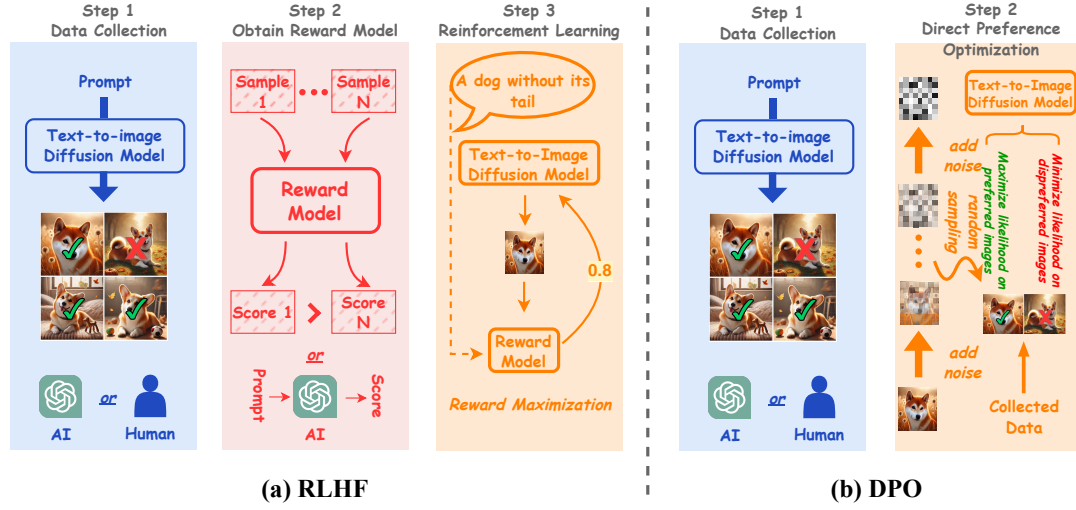 Step 1
Data Collection
Prompt
Text-to-image
Diffusion Model
AI
or
Human
Step 2
Obtain Reward Model
Sample
1
Sample
N
Reward
Model
Score 1
>
Score
N
or
Prompt
AI
Score
Step 3
Reinforcement Learning
A dog without its
tail
Text-to-Image
Diffusion Model
0.8
Reward
Model
Reward Maximization
(a) RLHF
Step 1
Data Collection
Prompt
Text-to-image
Diffusion Model
AI
or
Human
Step 2
Direct Preference
Optimization
Text-to-Image
Diffusion Model
add
noise
random
sampling
Maximize likelihood on
preferred images
Minimize likelihood on
dispreferred images
add
noise
Collected
Data
(b) DPO